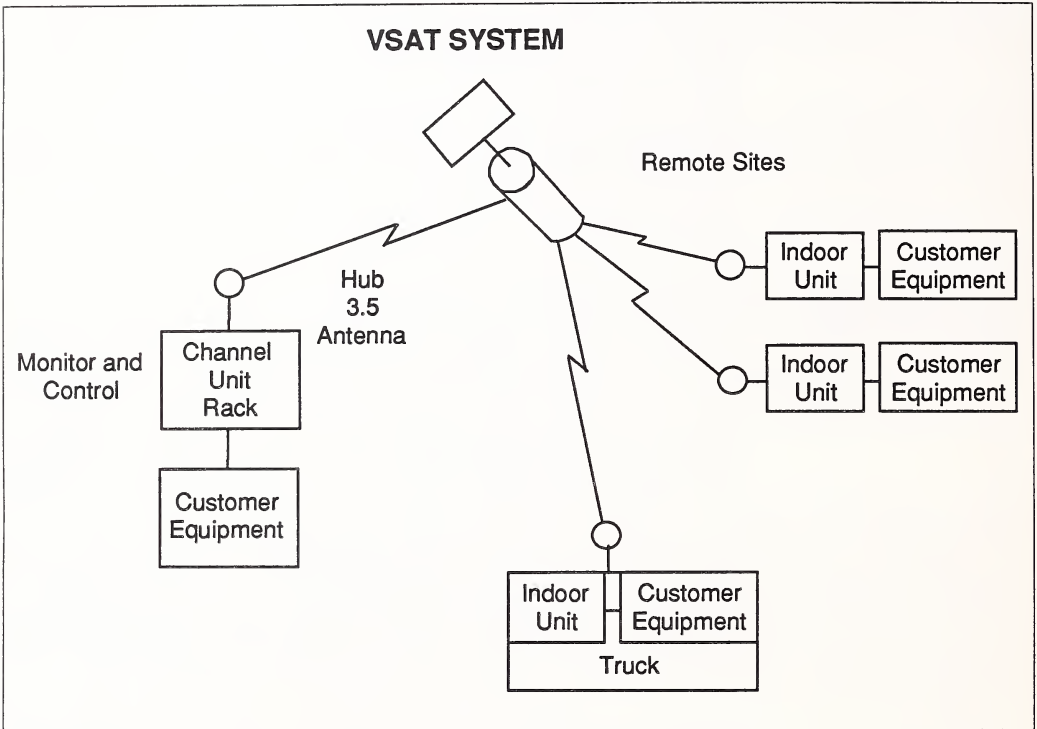 VSAT SYSTEM
Remote Sites
Indoor
Unit
Customer
Equipment
Hub
3.5
Antenna
Monitor and
Control
Channel
Unit
Rack
Indoor
Unit
Customer
Equipment
Customer
Equipment
Indoor
Unit
Customer
Equipment
Truck